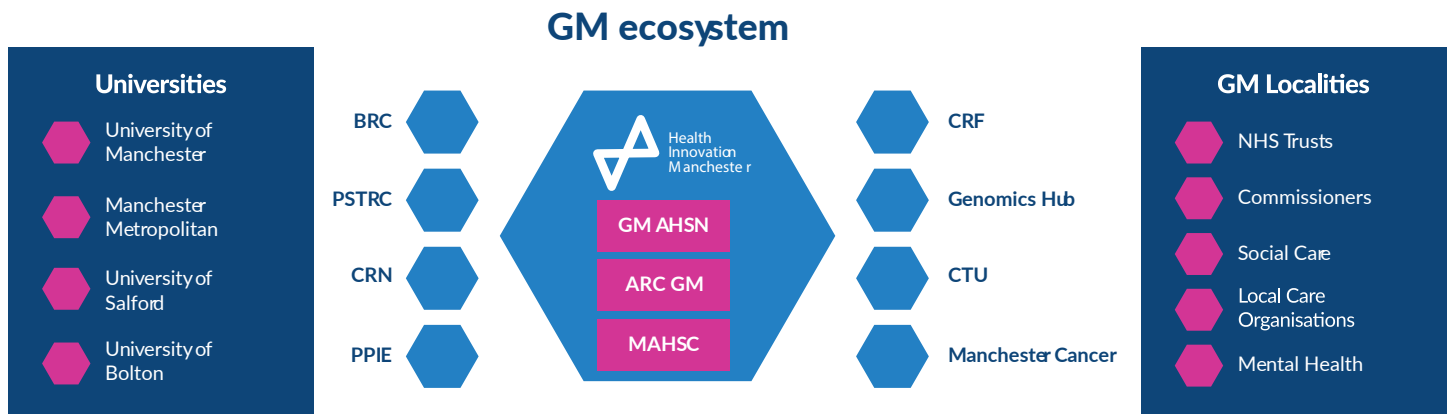 GM ecosystem
Universities
University of
Manchester
Manchester
Metropolitan
University of
Salford
University of
Bolton
BRC
PSTRC
CRN
PPIE
Health
Innovation
Manchester
GM AHSN
ARC GM
MAHSC
CRF
Genomics Hub
CTU
Manchester Cancer
GM Localities
NHS Trusts
Commissioners
Social Care
Local Care
Organisations
Mental Health